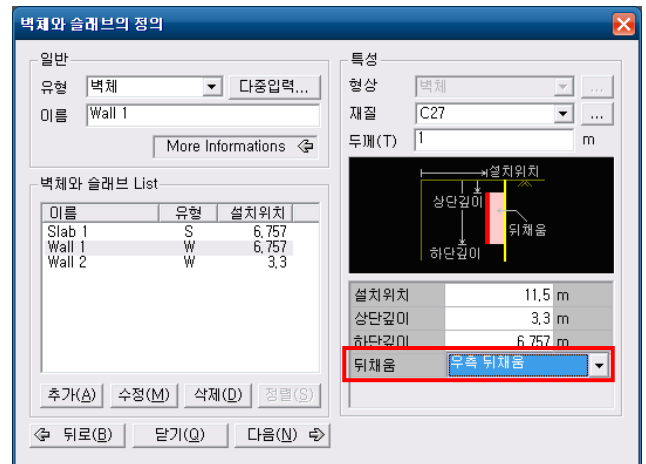 벽체와 슬래브의 정의
일반
유형 벽체 다중입력...
이름 Wall 1
More Informations
벽체와 슬래브 List
이름 유형 설치위치
Slab 1 S 6,757
Wall 1 W 6,757
Wall 2 W 3,3
추가(A) 수정(M) 삭제(D) 정렬(S)
뒤로(B) 닫기(Q) 다음(N)
특성
형상 벽체 ...
재질 C27 ...
두께(T) 1 m
설치위치
상단깊이
뒤채움
하단깊이
설치위치 11,5 m
상단깊이 3,3 m
하단깊이 6,757 m
뒤채움 우측 뒤채움